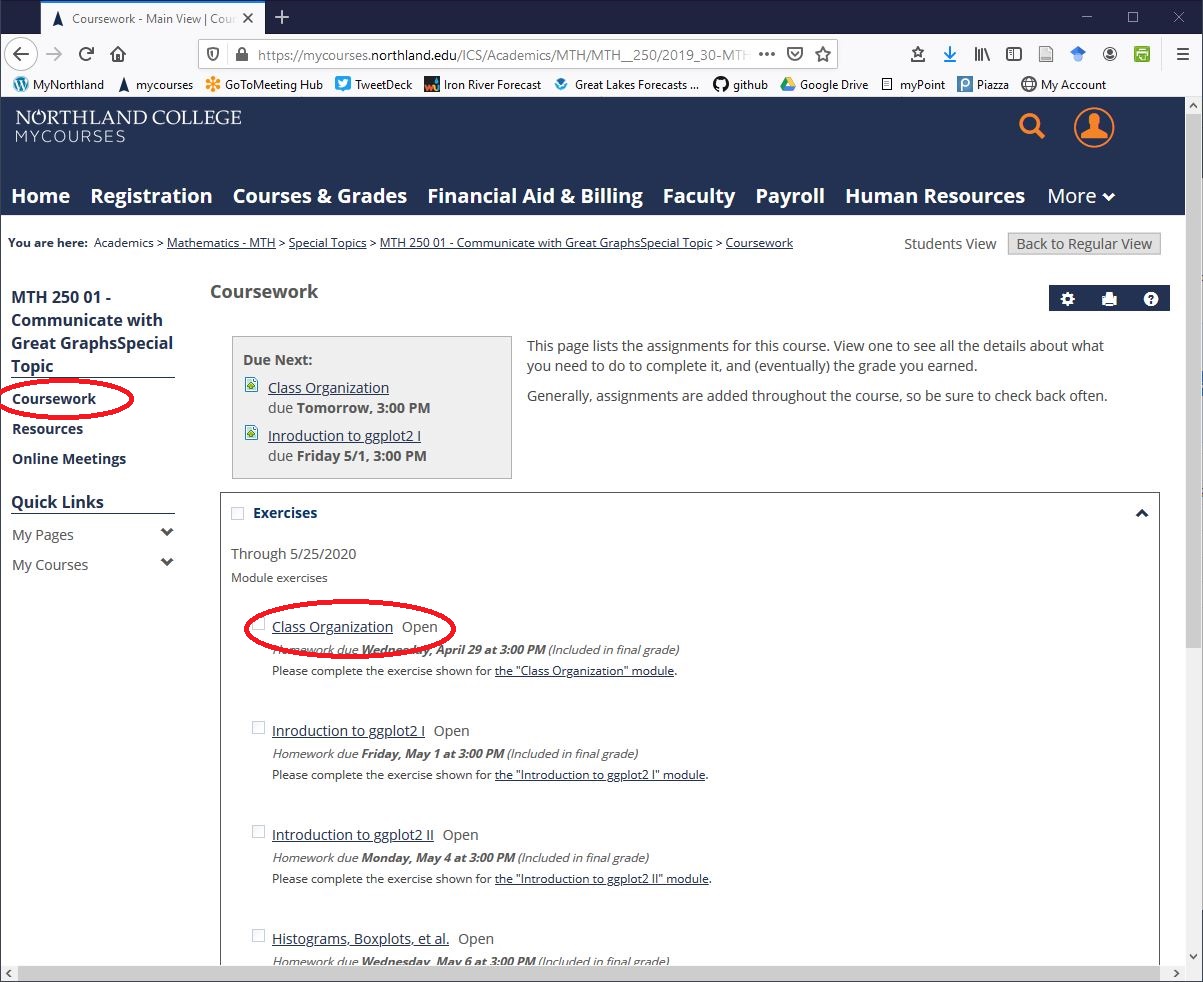 Coursework - Main View | Cour
https://mycourses.northland.edu/ICS/Academics/MTH/MTH__250/2019_30-MTH
MyNorthland mycourses GoToMeeting Hub TweetDeck Iron River Forecast Great Lakes Forecasts ... github Google Drive myPoint Piazza My Account
NORTHLAND COLLEGE
MYCOURSES
Home Registration Courses & Grades Financial Aid & Billing Faculty Payroll Human Resources More
You are here: Academics > Mathematics - MTH > Special Topics > MTH 250 01 - Communicate with Great GraphsSpecial Topic > Coursework
Students View Back to Regular View
MTH 250 01 -
Communicate with
Great GraphsSpecial
Topic
Coursework
Resources
Online Meetings
Quick Links
My Pages
My Courses
Coursework
Due Next:
Class Organization
due Tomorrow, 3:00 PM
Inroduction to ggplot2 I
due Friday 5/1, 3:00 PM
This page lists the assignments for this course. View one to see all the details about what
you need to do to complete it, and (eventually) the grade you earned.
Generally, assignments are added throughout the course, so be sure to check back often.
Exercises
Through 5/25/2020
Module exercises
Class Organization Open
Homework due Wednesday, April 29 at 3:00 PM (Included in final grade)
Please complete the exercise shown for the "Class Organization" module.
Inroduction to ggplot2 I Open
Homework due Friday, May 1 at 3:00 PM (Included in final grade)
Please complete the exercise shown for the "Introduction to ggplot2 I" module.
Introduction to ggplot2 II Open
Homework due Monday, May 4 at 3:00 PM (Included in final grade)
Please complete the exercise shown for the "Introduction to ggplot2 II" module.
Histograms, Boxplots, et al. Open
Homework due Wednesday, May 6 at 3:00 PM (Included in final grade)